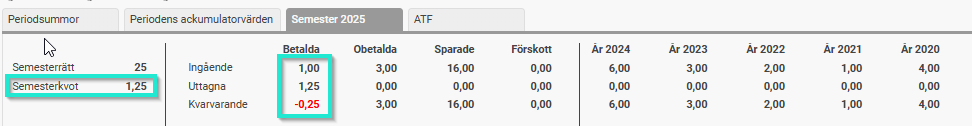 Periodsummor Periodens ackumulatorvärden Semester 2025 ATF
Betalda Obetalda Sparade Förskott År 2024 År 2023 År 2022 År 2021 År 2020
Semesterrätt 25 Ingående 1,00 3,00 16,00 0,00 6,00 3,00 2,00 1,00 4,00
Semesterkvot 1,25 Uttagna 1,25 0,00 0,00 0,00 0,00 0,00 0,00 0,00 0,00
Kvarvarande -0,25 3,00 16,00 0,00 6,00 3,00 2,00 1,00 4,00